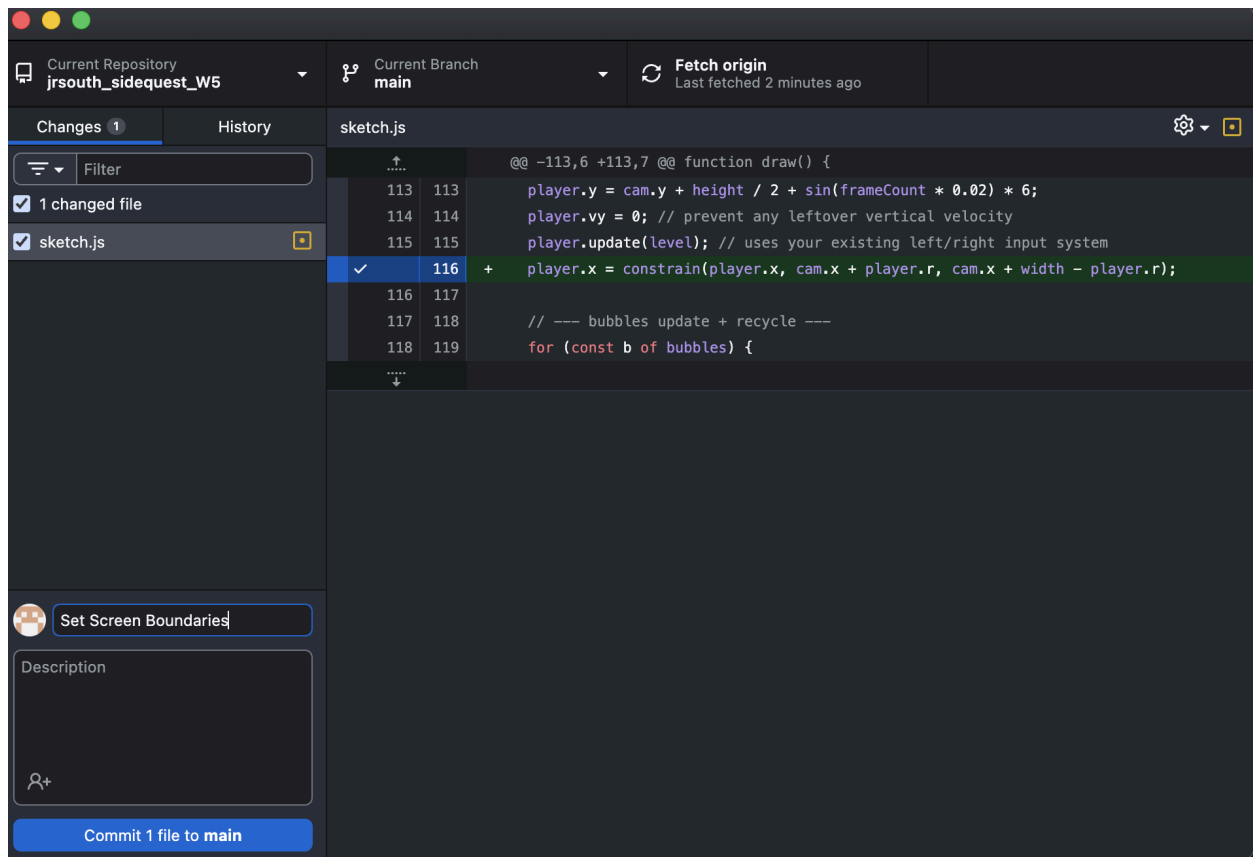 Current Repository
jrsouth_sidequest_W5
Current Branch
main
Fetch origin
Last fetched 2 minutes ago
Changes 1
History
sketch.js
Filter
1 changed file
sketch.js
@@ -113,6 +113,7 @@ function draw() {
113 113 player.y = cam.y + height / 2 + sin(frameCount * 0.02) * 6;
114 114 player.vy = 0; // prevent any leftover vertical velocity
115 115 player.update(level); // uses your existing left/right input system
116 + player.x = constrain(player.x, cam.x + player.r, cam.x + width - player.r);
116 117
117 118 // --- bubbles update + recycle ---
118 119 for (const b of bubbles) {
Set Screen Boundaries
Description
Commit 1 file to main